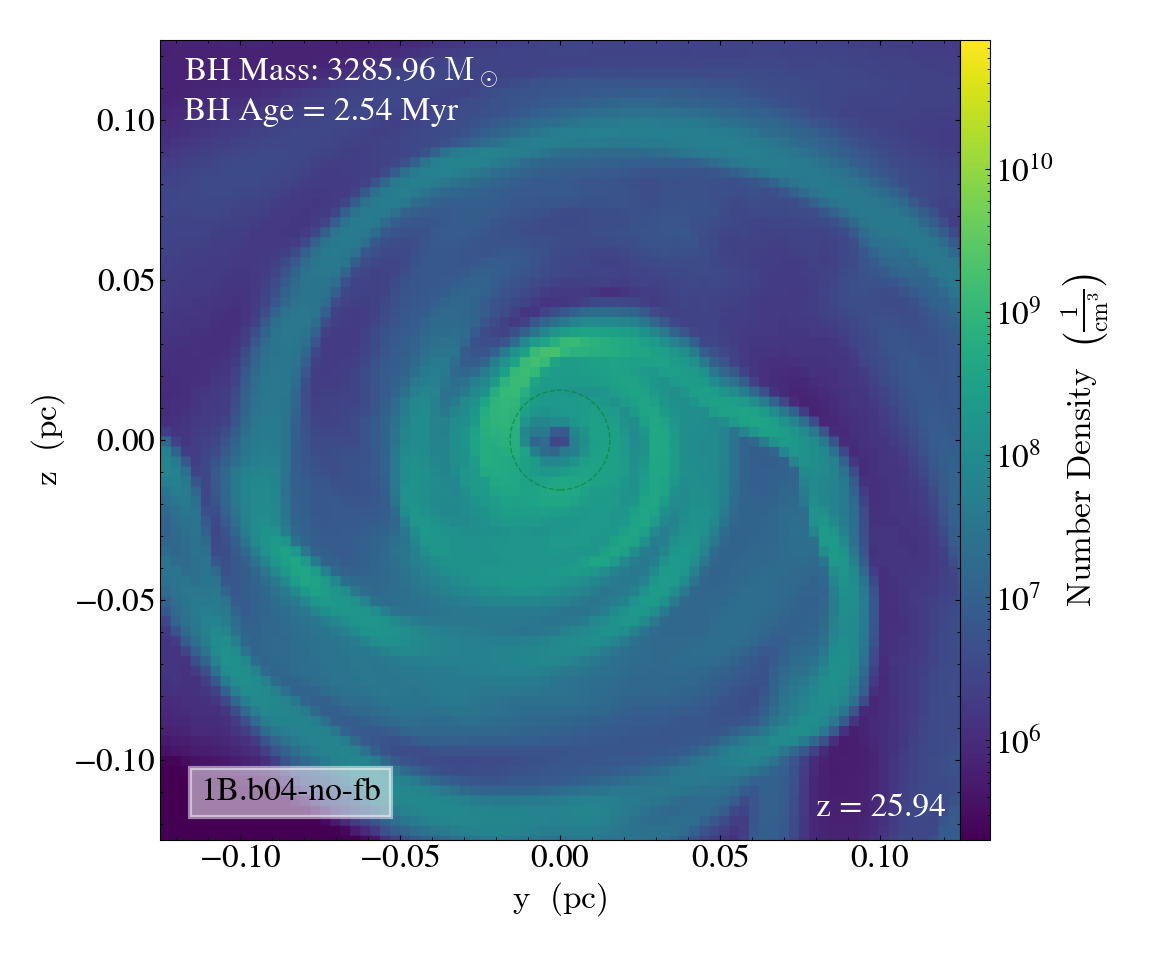 BH Mass: 3285.96 M⊙
BH Age = 2.54 Myr
0.10
0.05
0.00
−0.05
−0.10
z (pc)
1B.b04-no-fb
z = 25.94
−0.10 −0.05 0.00 0.05 0.10
y (pc)
10^10
10^9
10^8
10^7
10^6
Number Density (1/cm^3)